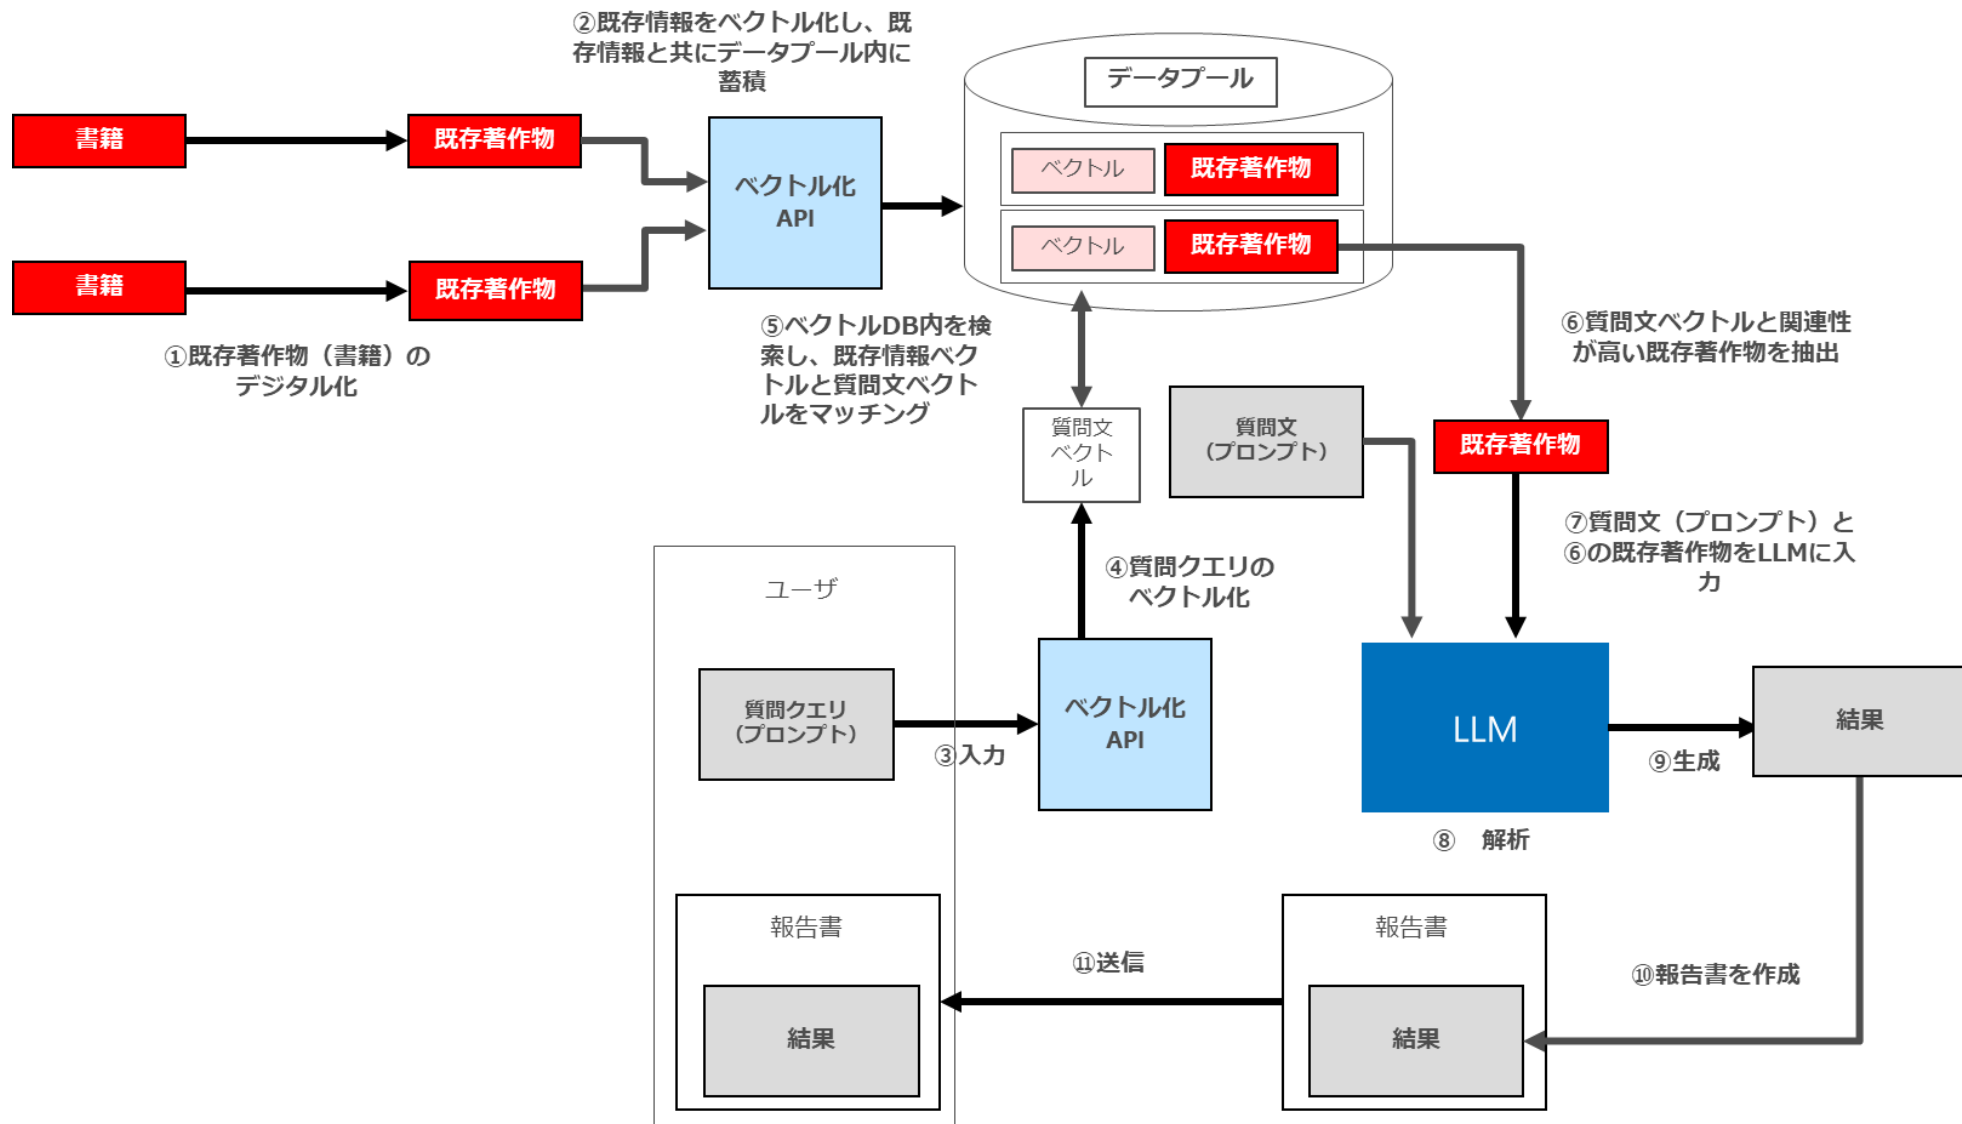 ②既存情報をベクトル化し、既
存情報と共にデータプール内に
蓄積
データプール
書籍
既存著作物
ベクトル化
API
ベクトル
既存著作物
ベクトル
既存著作物
書籍
既存著作物
①既存著作物（書籍）の
デジタル化
⑤ベクトルDB内を検
索し、既存情報ベク
トルと質問文ベクト
ルをマッチング
⑥質問文ベクトルと関連性
が高い既存著作物を抽出
質問文
ベクト
ル
質問文
（プロンプト）
既存著作物
⑦質問文（プロンプト）と
⑥の既存著作物をLLMに入
力
④質問クエリの
ベクトル化
ユーザ
質問クエリ
（プロンプト）
③入力
ベクトル化
API
LLM
⑨生成
結果
⑧　解析
報告書
結果
⑪送信
報告書
結果
⑩報告書を作成